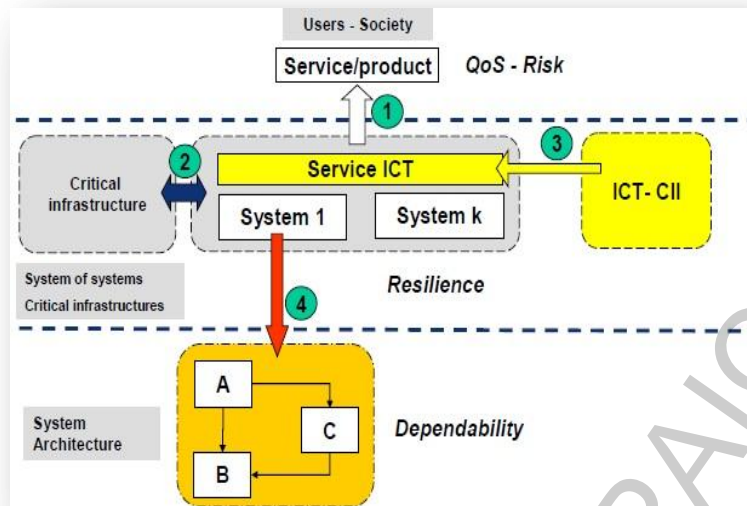 Users - Society
Service/product
QoS - Risk
1
2
3
Critical
infrastructure
Service ICT
ICT- CII
System 1
System k
System of systems
Critical infrastructures
Resilience
4
A
System
Architecture
C
Dependability
B